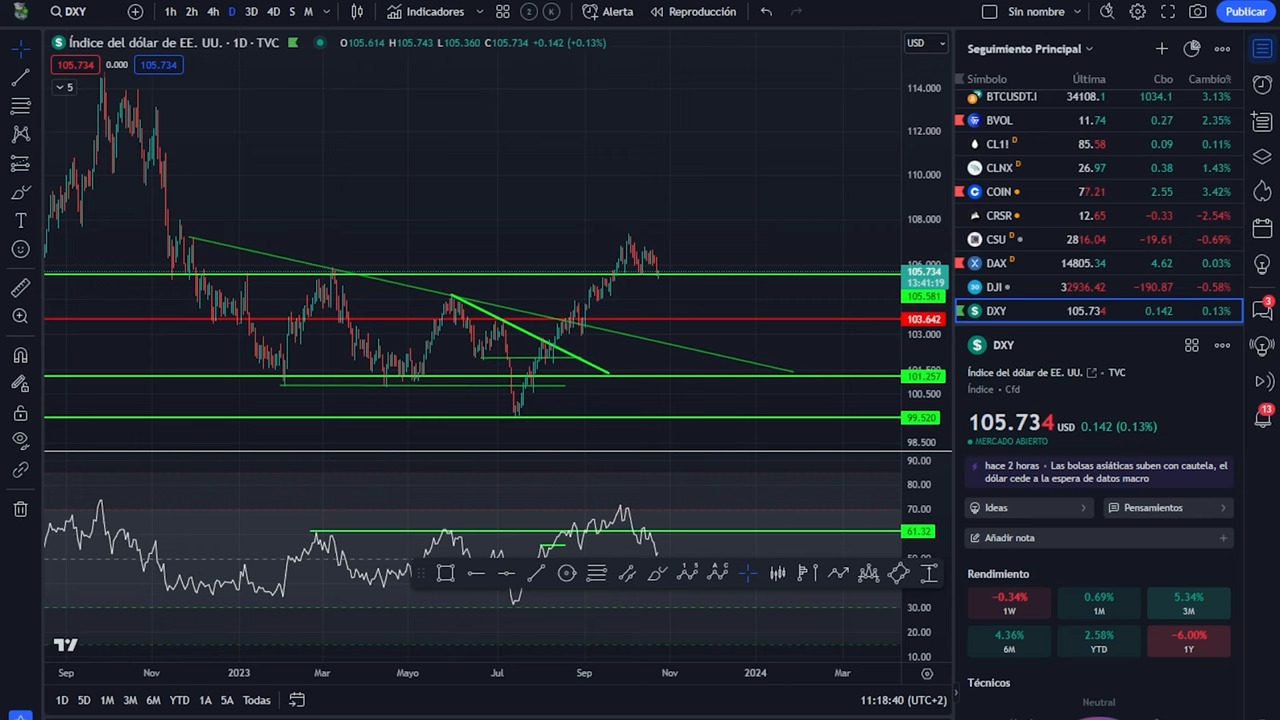 DXY
1h 2h 4h D 3D 4D S M
Indicadores
2 K
Alerta
Reproducción
Sin nombre
Publicar
Índice del dólar de EE. UU. · 1D · TVC
O105.614 H105.743 L105.360 C105.734 +0.142 (+0.13%)
105.734 0.000 105.734
5
USD
114.000
112.000
110.000
108.000
105.734
13:41:19
105.581
103.642
103.000
101.257
100.500
99.520
98.500
90.00
80.00
70.00
61.32
30.00
20.00
10.00
Sep Nov 2023 Mar Mayo Jul Sep Nov 2024 Mar
1D 5D 1M 3M 6M YTD 1A 5A Todas
11:18:40 (UTC+2)
Seguimiento Principal
Símbolo Última Cbo Cambio%
BTCUSDT.I 34108.1 1034.1 3.13%
BVOL 11.74 0.27 2.35%
CL1! D 85.58 0.09 0.11%
CLNX D 26.97 0.38 1.43%
COIN 77.21 2.55 3.42%
CRSR 12.65 −0.33 −2.54%
CSU D 2816.04 −19.61 −0.69%
DAX D 14805.34 4.62 0.03%
DJI 32936.42 −190.87 −0.58%
DXY 105.734 0.142 0.13%
DXY
Índice del dólar de EE. UU. · TVC
Índice · Cfd
105.734 USD 0.142 (0.13%)
MERCADO ABIERTO
hace 2 horas · Las bolsas asiáticas suben con cautela, el
dólar cede a la espera de datos macro
Ideas
Pensamientos
Añadir nota
Rendimiento
−0.34% 0.69% 5.34%
1W 1M 3M
4.36% 2.58% −6.00%
6M YTD 1Y
Técnicos
Neutral
3
13